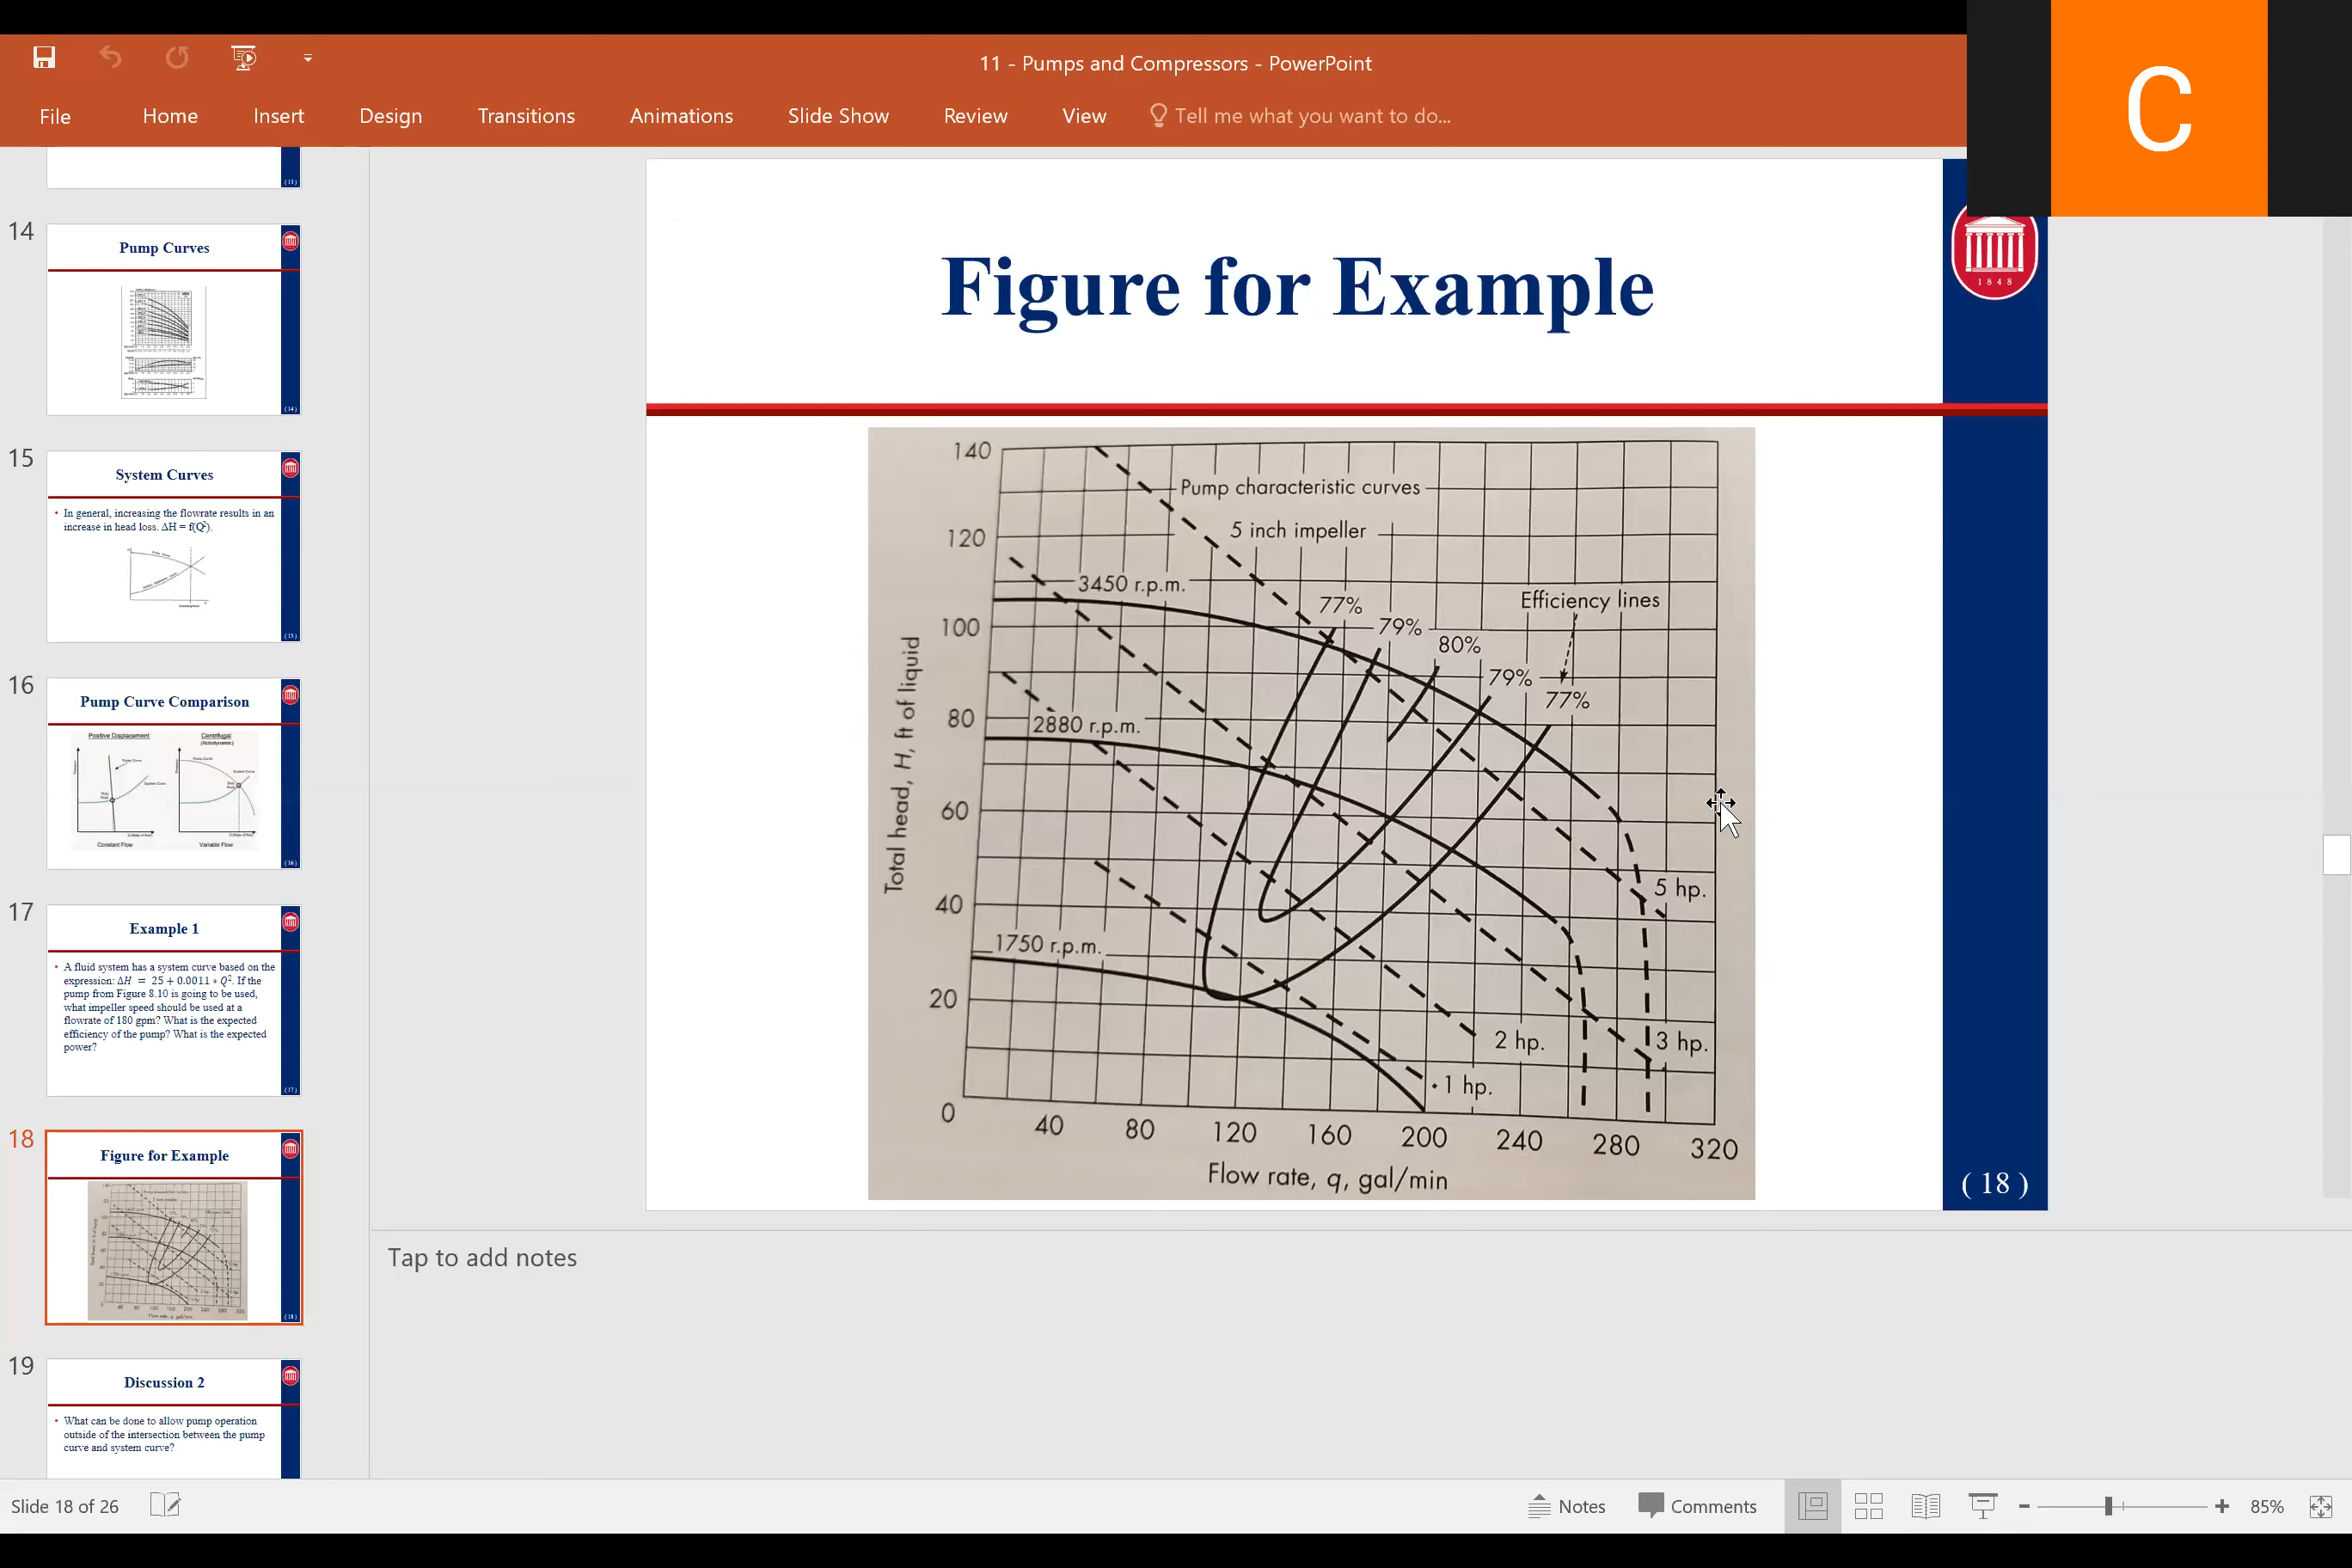 11 - Pumps and Compressors - PowerPoint
File Home Insert Design Transitions Animations Slide Show Review View Tell me what you want to do...
C
(13)
14
Pump Curves
(14)
15
System Curves
• In general, increasing the flowrate results in an
increase in head loss. ΔH = f(Q²).
(15)
16
Pump Curve Comparison
Positive Displacement
Centrifugal
(Rotodynamic)
Constant Flow
Variable Flow
(16)
17
Example 1
• A fluid system has a system curve based on the
expression: ΔH = 25 + 0.0011 * Q². If the
pump from Figure 8.10 is going to be used,
what impeller speed should be used at a
flowrate of 180 gpm? What is the expected
efficiency of the pump? What is the expected
power?
(17)
18
Figure for Example
(18)
19
Discussion 2
• What can be done to allow pump operation
outside of the intersection between the pump
curve and system curve?
Figure for Example
1848
140
Pump characteristic curves
120
5 inch impeller
3450 r.p.m.
77%
Efficiency lines
100
79%
80%
79%
77%
80
2880 r.p.m.
60
Total head, H, ft of liquid
5 hp.
40
1750 r.p.m.
20
2 hp.
3 hp.
1 hp.
0
40 80 120 160 200 240 280 320
Flow rate, q, gal/min
(18)
Tap to add notes
Slide 18 of 26
Notes Comments 85%